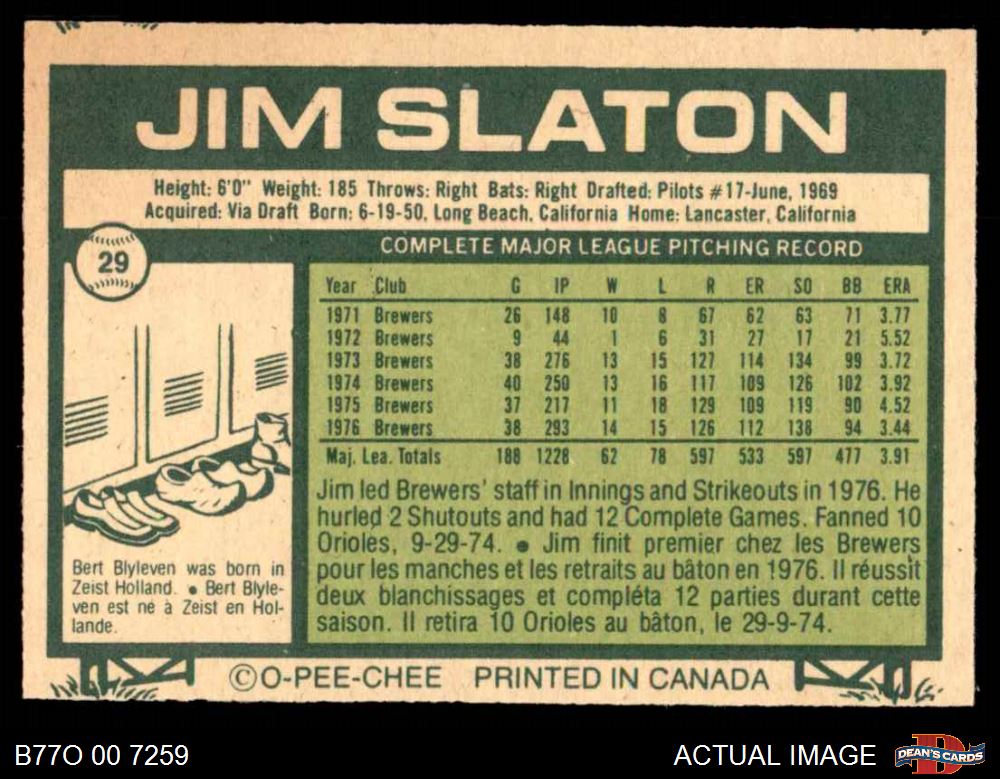 JIM SLATON
Height: 6'0" Weight: 185 Throws: Right Bats: Right Drafted: Pilots #17-June, 1969
Acquired: Via Draft Born: 6-19-50, Long Beach, California Home: Lancaster, California
29
COMPLETE MAJOR LEAGUE PITCHING RECORD
Year Club G IP W L R ER SO BB ERA
1971 Brewers 26 148 10 8 67 62 63 71 3.77
1972 Brewers 9 44 1 6 31 27 17 21 5.52
1973 Brewers 38 276 13 15 127 114 134 99 3.72
1974 Brewers 40 250 13 16 117 109 126 102 3.92
1975 Brewers 37 217 11 18 129 109 119 90 4.52
1976 Brewers 38 293 14 15 126 112 138 94 3.44
Maj. Lea. Totals 188 1228 62 78 597 533 597 477 3.91
Jim led Brewers' staff in Innings and Strikeouts in 1976. He
hurled 2 Shutouts and had 12 Complete Games. Fanned 10
Orioles, 9-29-74. ● Jim finit premier chez les Brewers
pour les manches et les retraits au bâton en 1976. Il réussit
deux blanchissages et compléta 12 parties durant cette
saison. Il retira 10 Orioles au bâton, le 29-9-74.
Bert Blyleven was born in
Zeist Holland. ● Bert Blyle-
ven est né à Zeist en Hol-
lande.
©O-PEE-CHEE PRINTED IN CANADA
B77O 00 7259
ACTUAL IMAGE
DEAN'S CARDS